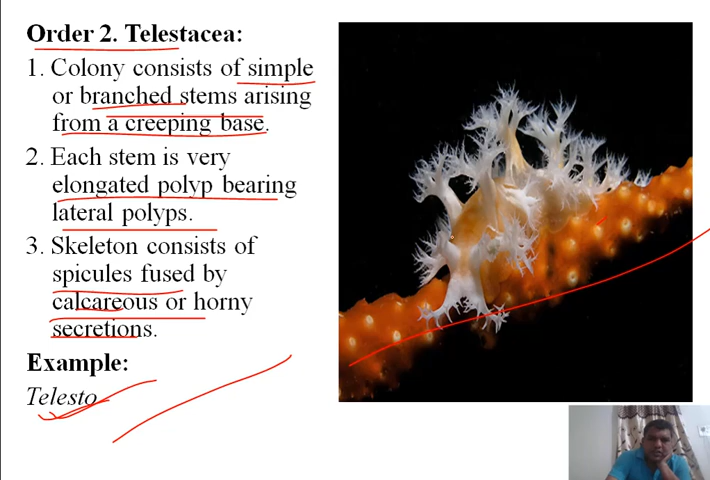 Order 2. Telestacea:
1. Colony consists of simple
or branched stems arising
from a creeping base.
2. Each stem is very
elongated polyp bearing
lateral polyps.
3. Skeleton consists of
spicules fused by
calcareous or horny
secretions.
Example:
Telesto